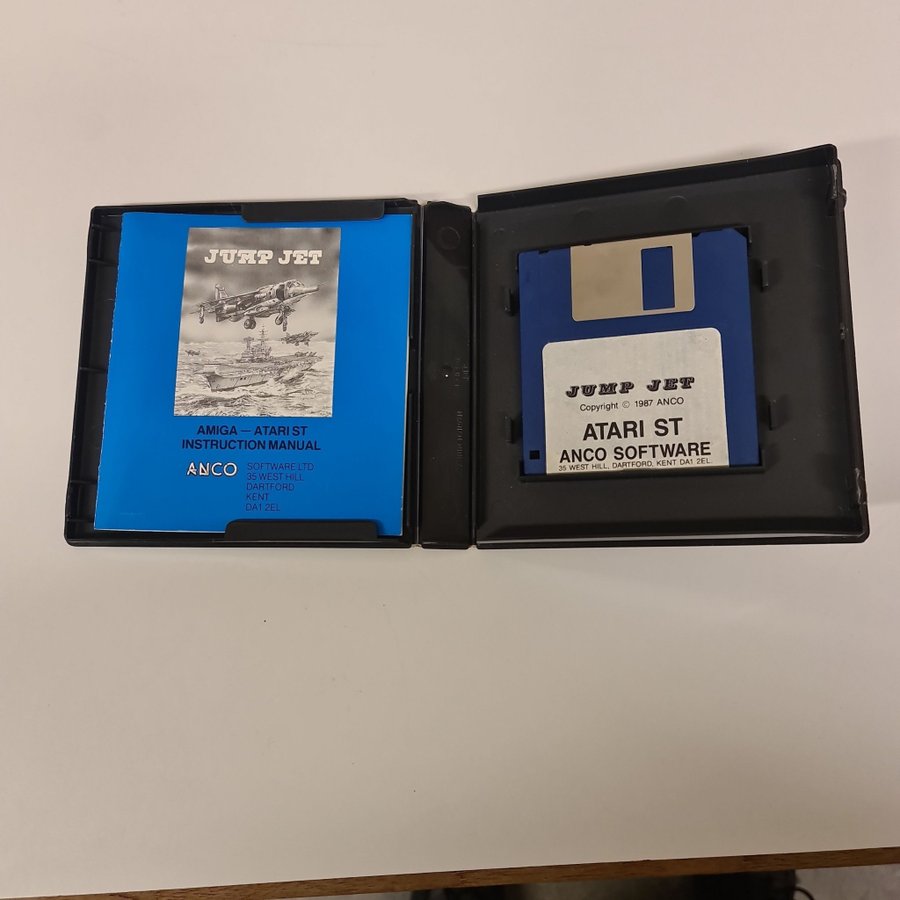 JUMP JET
AMIGA — ATARI ST
INSTRUCTION MANUAL
ANCO
SOFTWARE LTD
35 WEST HILL
DARTFORD
KENT
DA1 2EL
JUMP JET
Copyright © 1987 ANCO
ATARI ST
ANCO SOFTWARE
35 WEST HILL, DARTFORD, KENT DA1 2EL.